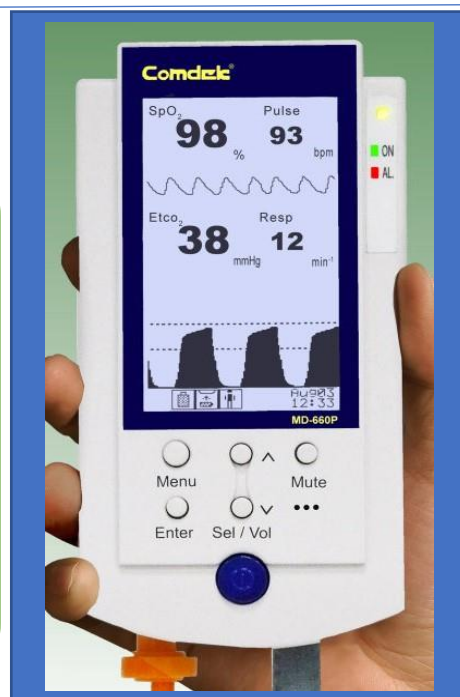 Comdek®
SpO₂ Pulse
98 % 93 bpm
Etco₂ Resp
38 mmHg 12 min⁻¹
Aug03
12:33
MD-660P
ON
AL.
Menu ^ Mute
Enter Sel / Vol v •••